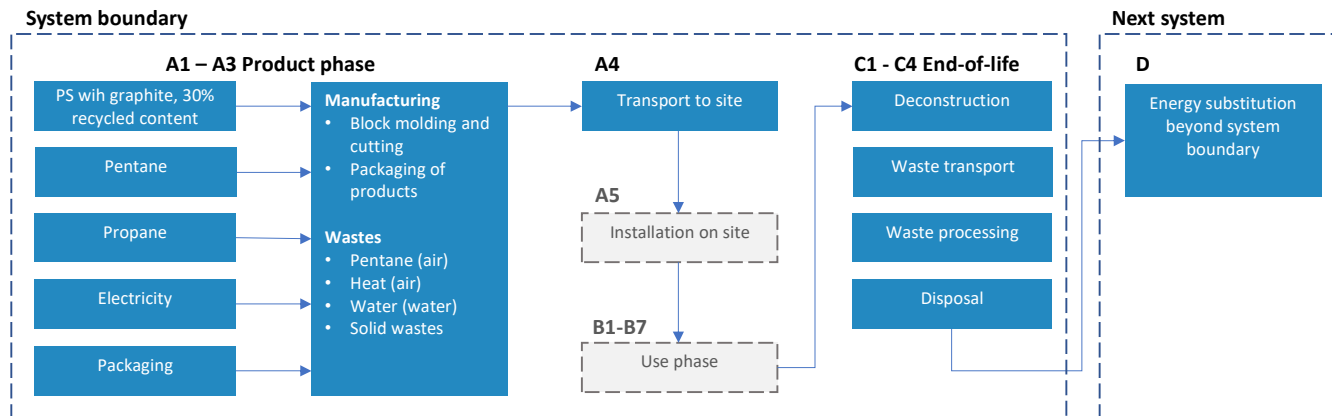 System boundary
Next system
A1 – A3 Product phase
PS wih graphite, 30%
recycled content
Pentane
Propane
Electricity
Packaging
Manufacturing
• Block molding and
cutting
• Packaging of
products
Wastes
• Pentane (air)
• Heat (air)
• Water (water)
• Solid wastes
A4
Transport to site
A5
Installation on site
B1-B7
Use phase
C1 - C4 End-of-life
Deconstruction
Waste transport
Waste processing
Disposal
D
Energy substitution
beyond system
boundary